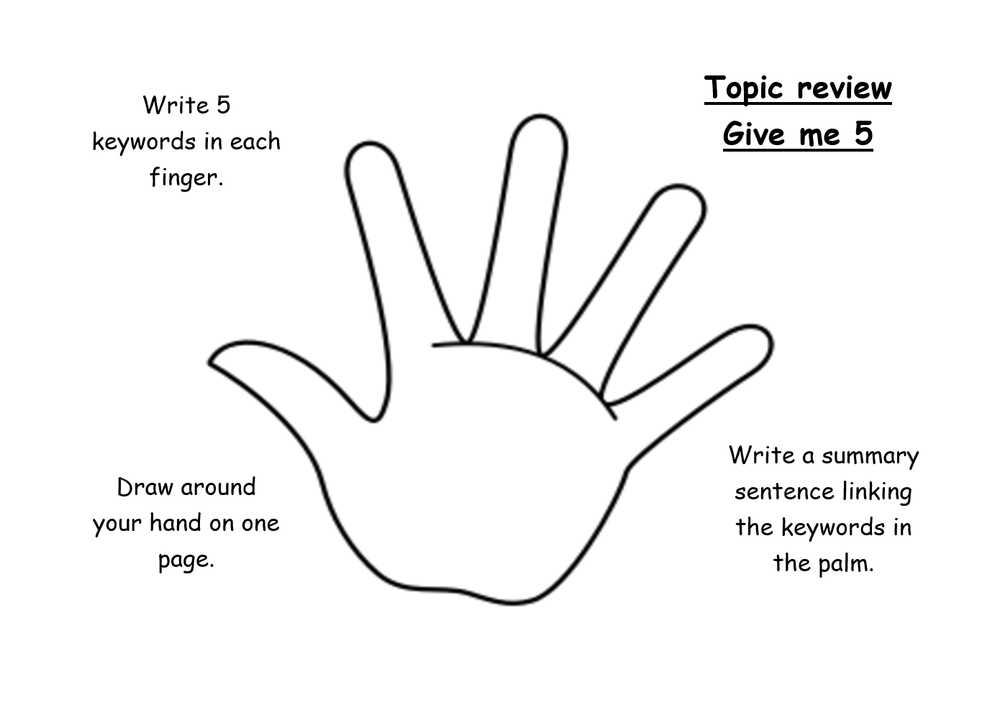 Topic review
Give me 5
Write 5
keywords in each
finger.
Draw around
your hand on one
page.
Write a summary
sentence linking
the keywords in
the palm.